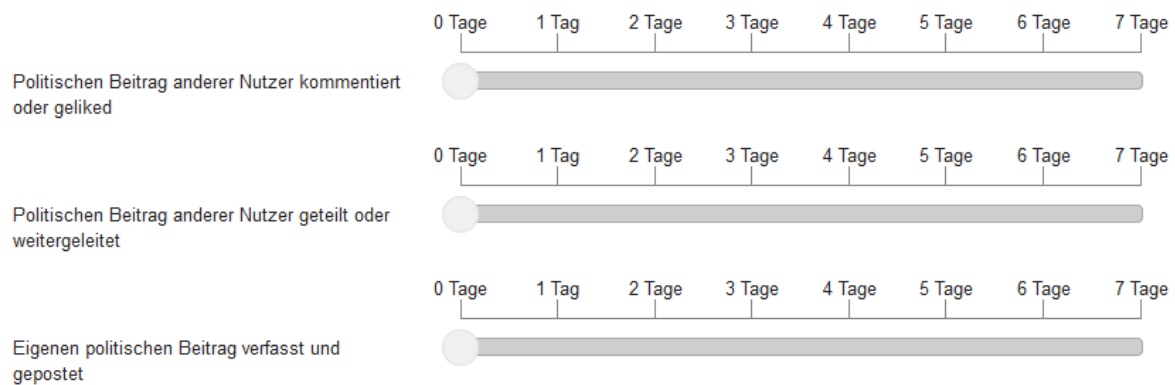 0 Tage 1 Tag 2 Tage 3 Tage 4 Tage 5 Tage 6 Tage 7 Tage
Politischen Beitrag anderer Nutzer kommentiert
oder geliked
0 Tage 1 Tag 2 Tage 3 Tage 4 Tage 5 Tage 6 Tage 7 Tage
Politischen Beitrag anderer Nutzer geteilt oder
weitergeleitet
0 Tage 1 Tag 2 Tage 3 Tage 4 Tage 5 Tage 6 Tage 7 Tage
Eigenen politischen Beitrag verfasst und
gepostet